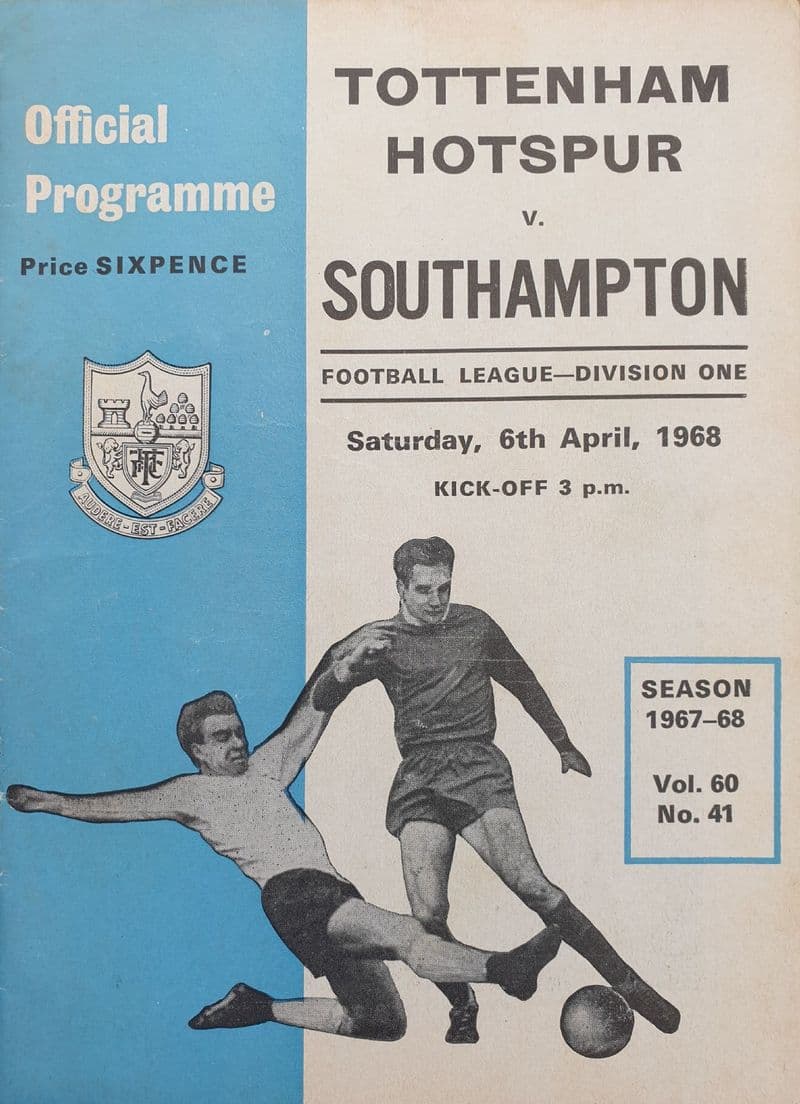 Official
Programme
Price SIXPENCE
AUDERE-EST-FACERE
TOTTENHAM
HOTSPUR
v.
SOUTHAMPTON
FOOTBALL LEAGUE—DIVISION ONE
Saturday, 6th April, 1968
KICK-OFF 3 p.m.
SEASON
1967–68
Vol. 60
No. 41